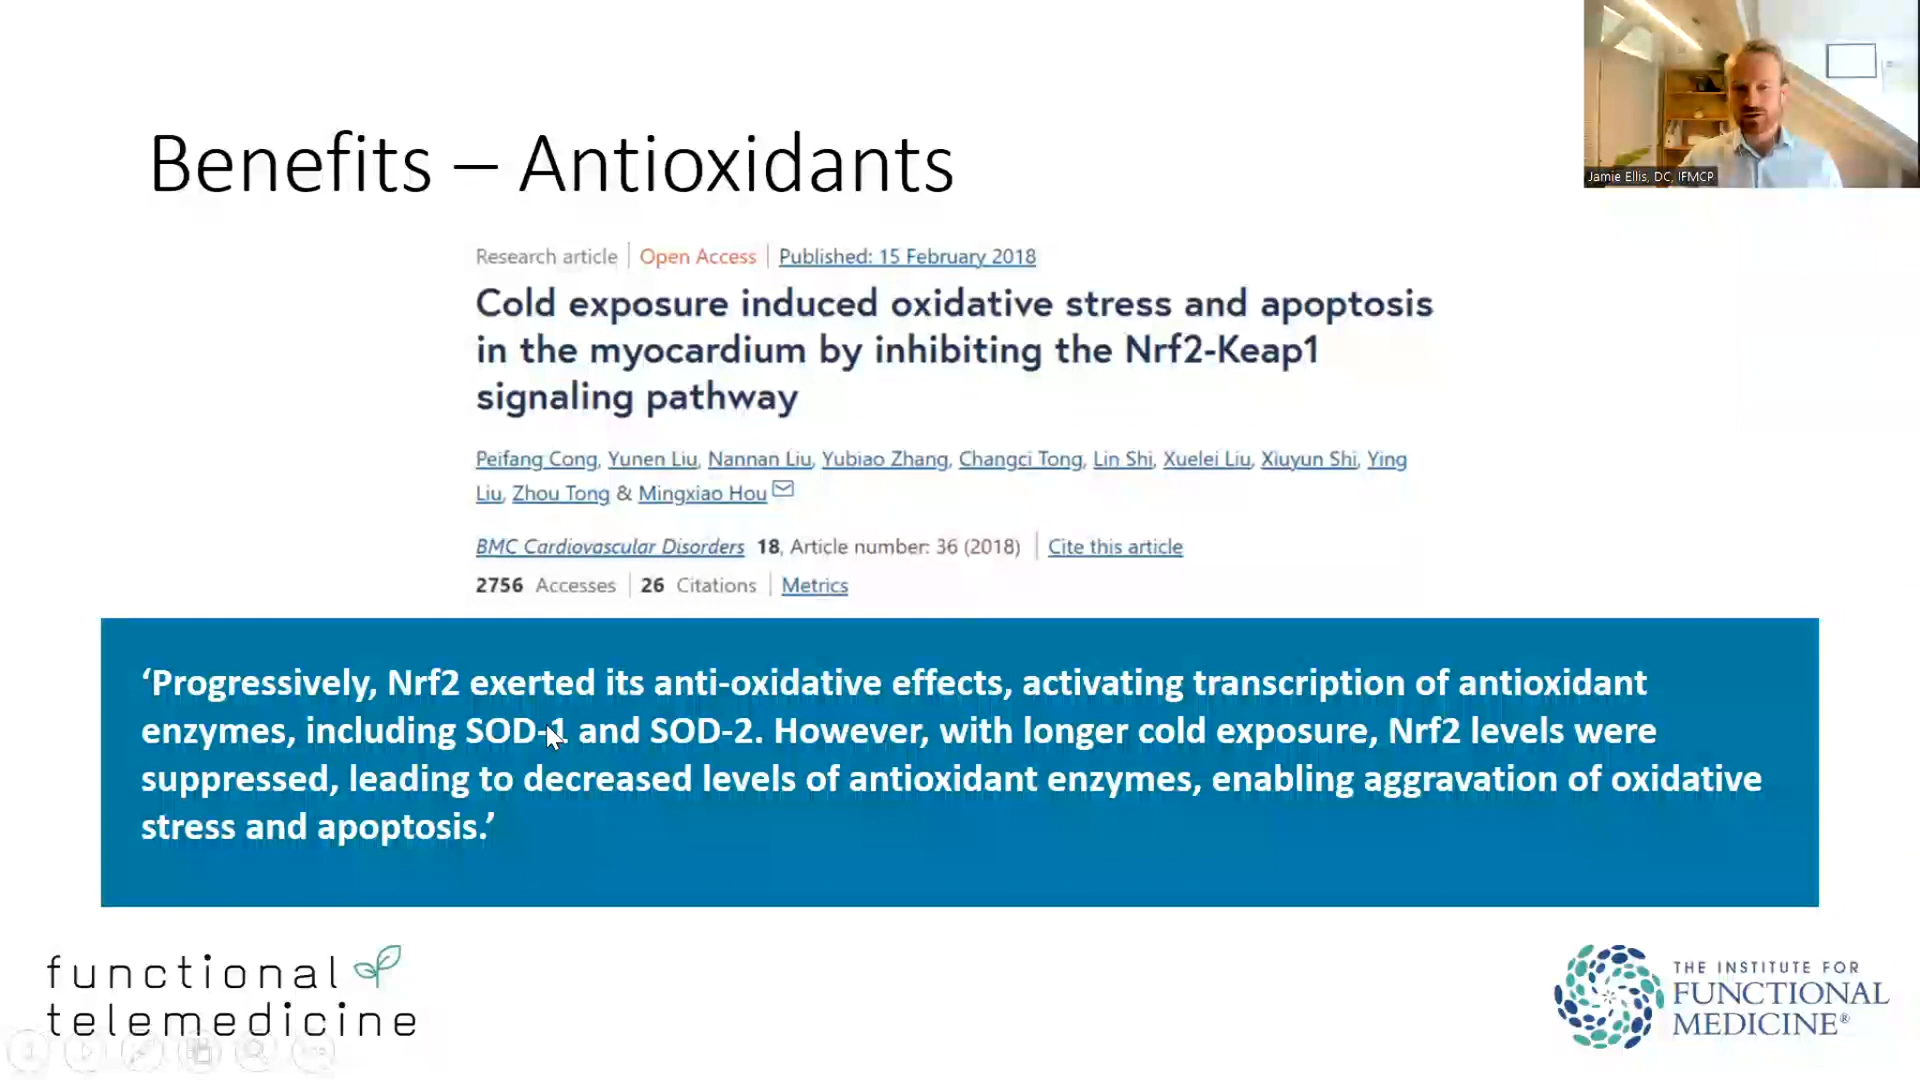 Jamie Ellis, DC, IFMCP
Benefits – Antioxidants
Research article | Open Access | Published: 15 February 2018
Cold exposure induced oxidative stress and apoptosis
in the myocardium by inhibiting the Nrf2-Keap1
signaling pathway
Peifang Cong, Yunen Liu, Nannan Liu, Yubiao Zhang, Changci Tong, Lin Shi, Xuelei Liu, Xiuyun Shi, Ying
Liu, Zhou Tong & Mingxiao Hou
BMC Cardiovascular Disorders 18, Article number: 36 (2018) | Cite this article
2756 Accesses | 26 Citations | Metrics
‘Progressively, Nrf2 exerted its anti-oxidative effects, activating transcription of antioxidant
enzymes, including SOD-1 and SOD-2. However, with longer cold exposure, Nrf2 levels were
suppressed, leading to decreased levels of antioxidant enzymes, enabling aggravation of oxidative
stress and apoptosis.’
functional
telemedicine
THE INSTITUTE FOR
FUNCTIONAL
MEDICINE®